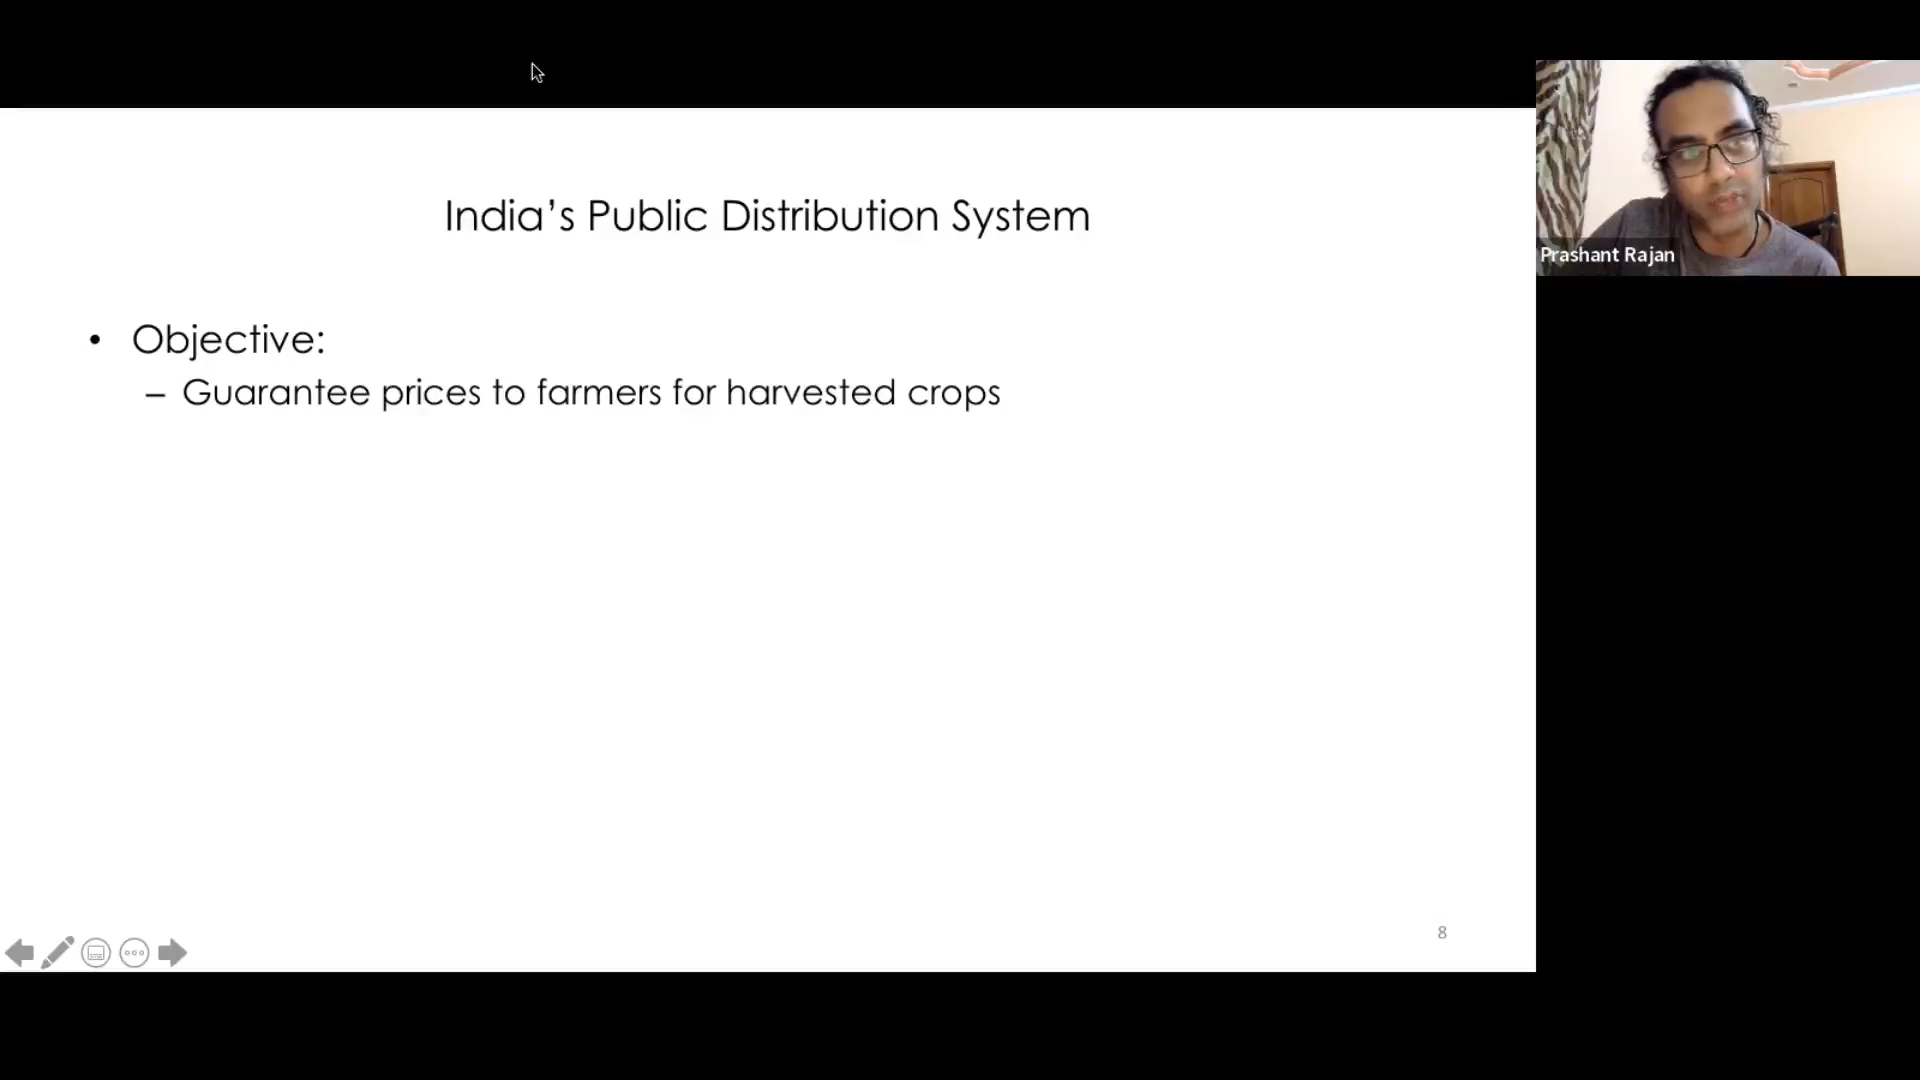 India’s Public Distribution System
• Objective:
– Guarantee prices to farmers for harvested crops
8
Prashant Rajan